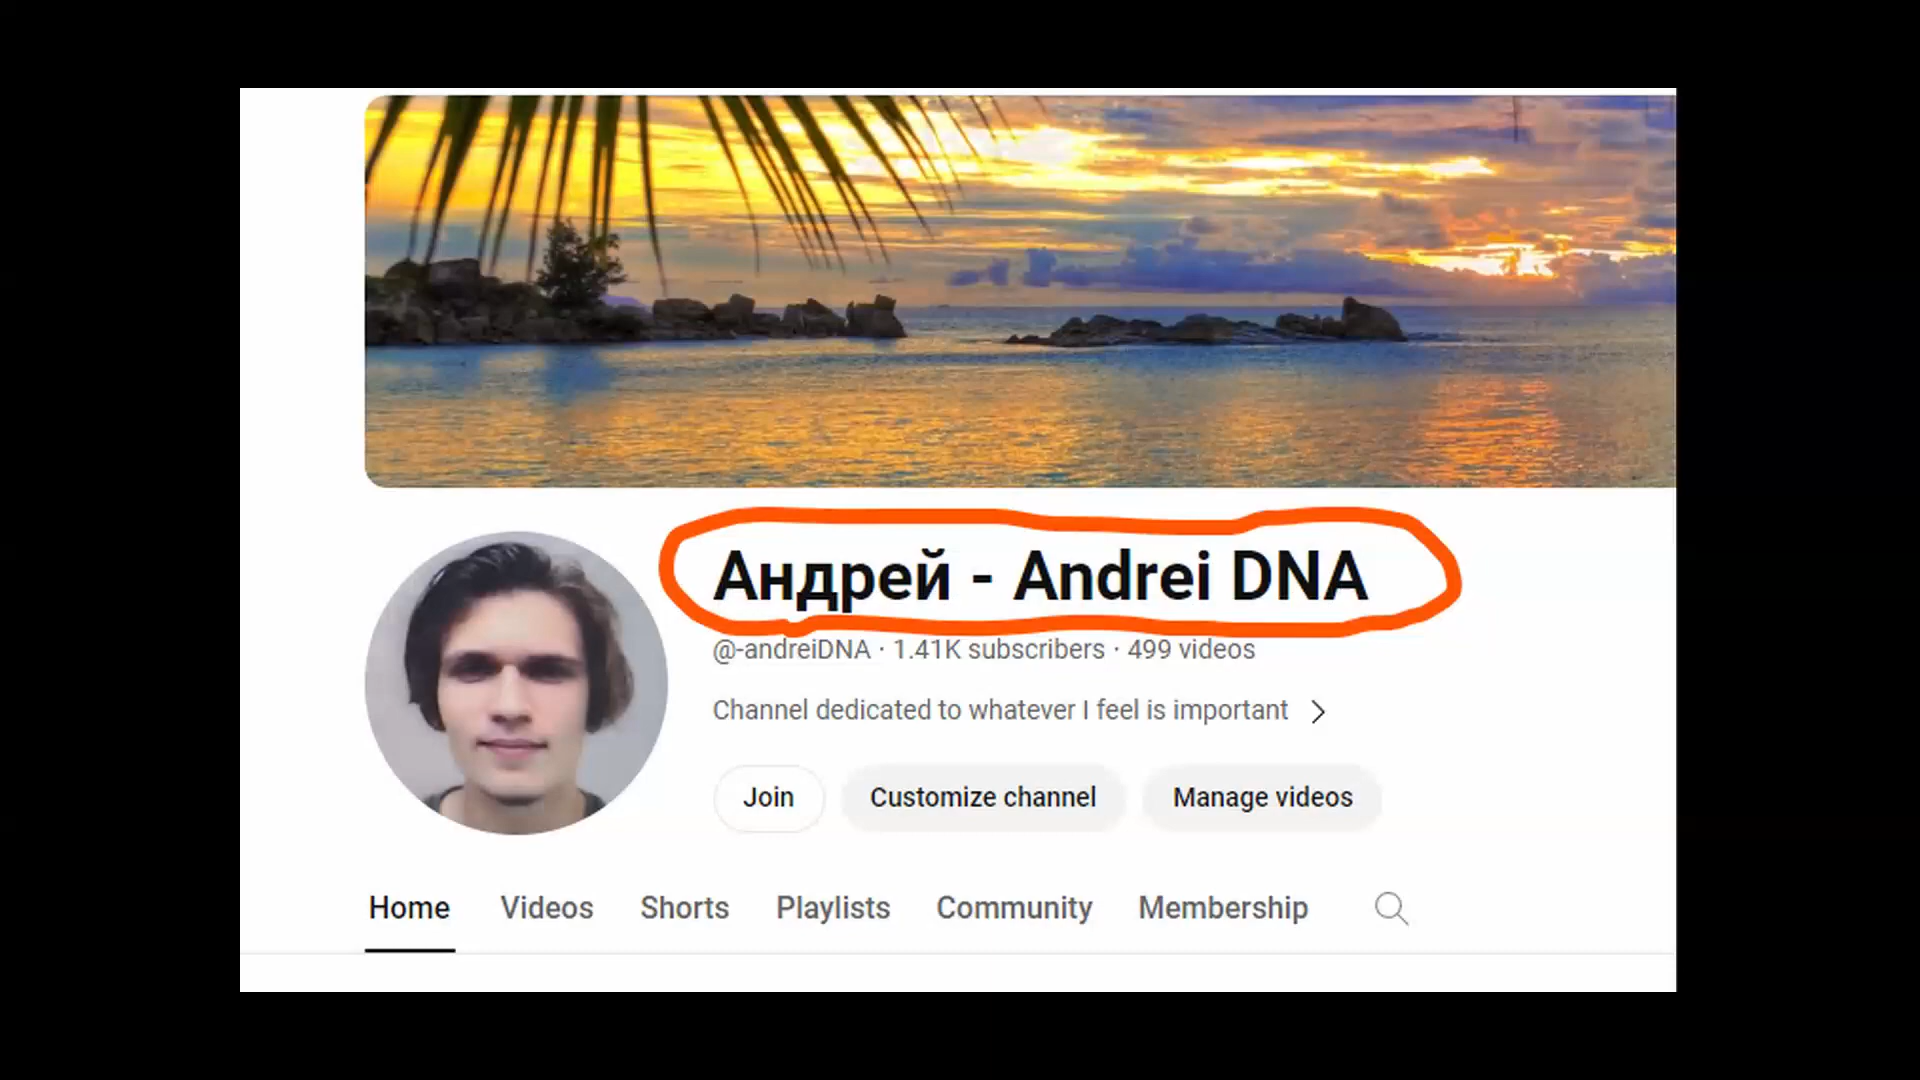 Андрей - Andrei DNA
@-andreiDNA · 1.41K subscribers · 499 videos
Channel dedicated to whatever I feel is important
Join Customize channel Manage videos
Home Videos Shorts Playlists Community Membership